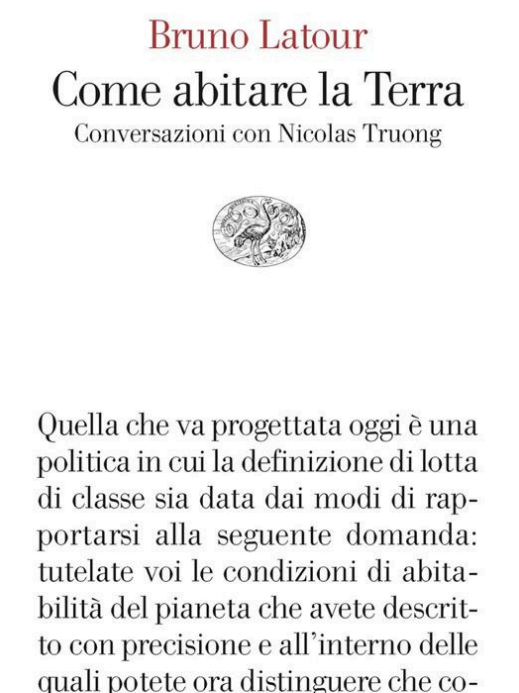 Bruno Latour
Come abitare la Terra
Conversazioni con Nicolas Truong
Quella che va progettata oggi è una
politica in cui la definizione di lotta
di classe sia data dai modi di rap-
portarsi alla seguente domanda:
tutelate voi le condizioni di abita-
bilità del pianeta che avete descrit-
to con precisione e all'interno delle
quali potete ora distinguere che co-